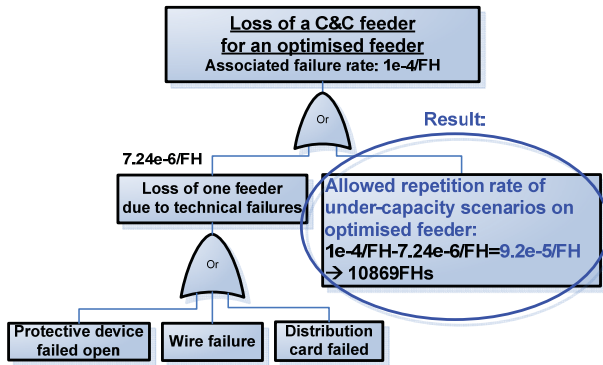 Loss of a C&C feeder
for an optimised feeder
Associated failure rate: 1e-4/FH
Or
Result:
7.24e-6/FH
Loss of one feeder
due to technical failures
Allowed repetition rate of
under-capacity scenarios on
optimised feeder:
1e-4/FH-7.24e-6/FH=9.2e-5/FH
→ 10869FHs
Or
Protective device
failed open
Wire failure
Distribution
card failed